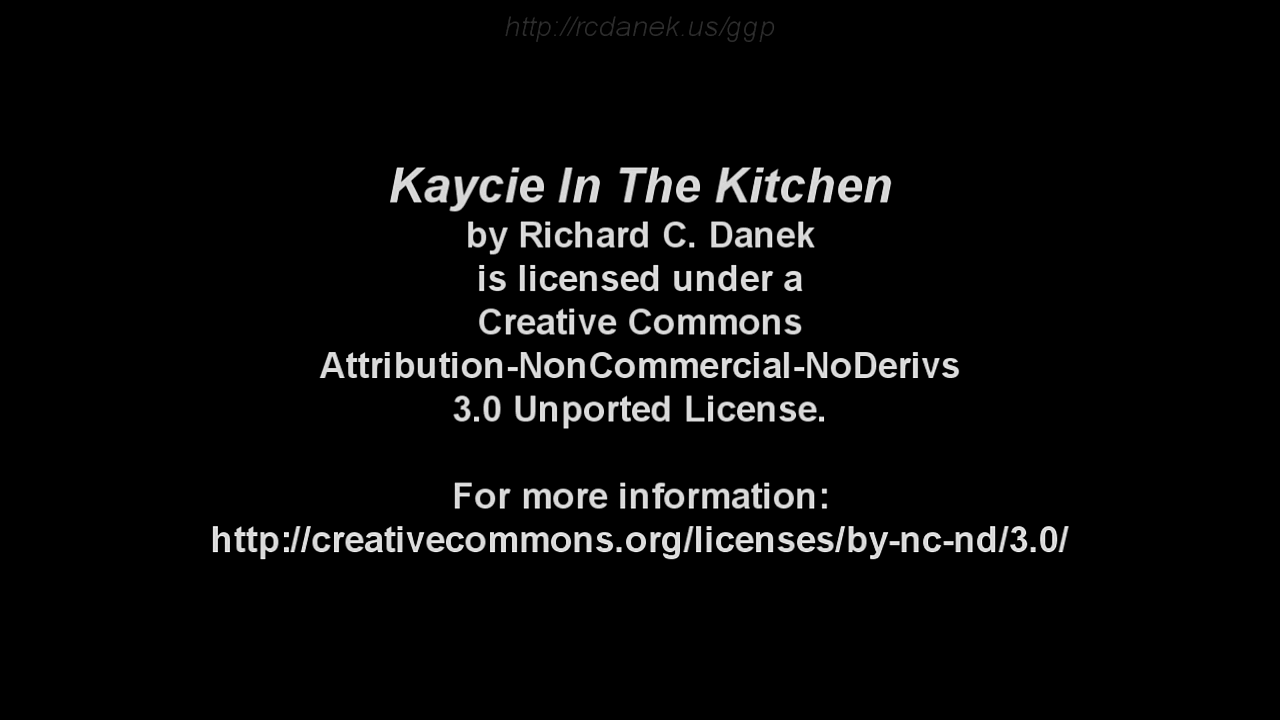 http://rcdanek.us/ggp
Kaycie In The Kitchen
by Richard C. Danek
is licensed under a
Creative Commons
Attribution-NonCommercial-NoDerivs
3.0 Unported License.
For more information:
http://creativecommons.org/licenses/by-nc-nd/3.0/